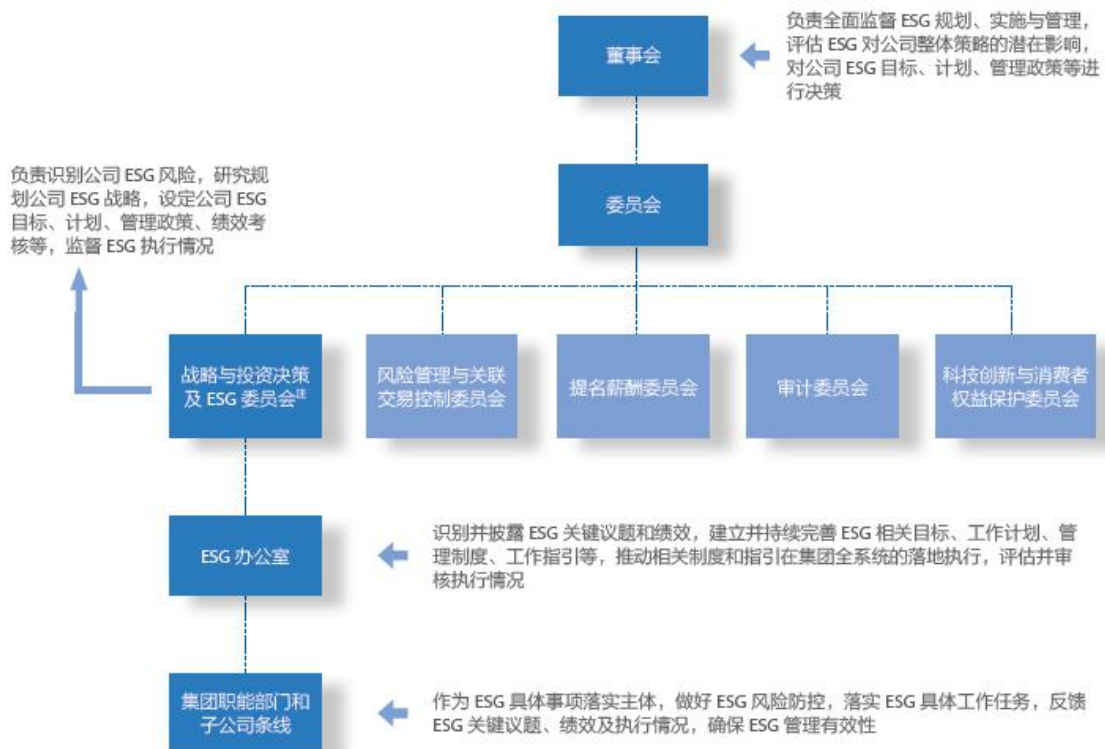 董事会
负责全面监督 ESG 规划、实施与管理，
评估 ESG 对公司整体策略的潜在影响，
对公司 ESG 目标、计划、管理政策等进
行决策
负责识别公司 ESG 风险，研究规
划公司 ESG 战略，设定公司 ESG
目标、计划、管理政策、绩效考
核等，监督 ESG 执行情况
委员会
战略与投资决策
及 ESG 委员会注
风险管理与关联
交易控制委员会
提名薪酬委员会
审计委员会
科技创新与消费者
权益保护委员会
ESG 办公室
识别并披露 ESG 关键议题和绩效，建立并持续完善 ESG 相关目标、工作计划、管
理制度、工作指引等，推动相关制度和指引在集团全系统的落地执行，评估并审
核执行情况
集团职能部门和
子公司条线
作为 ESG 具体事项落实主体，做好 ESG 风险防控，落实 ESG 具体工作任务，反馈
ESG 关键议题、绩效及执行情况，确保 ESG 管理有效性